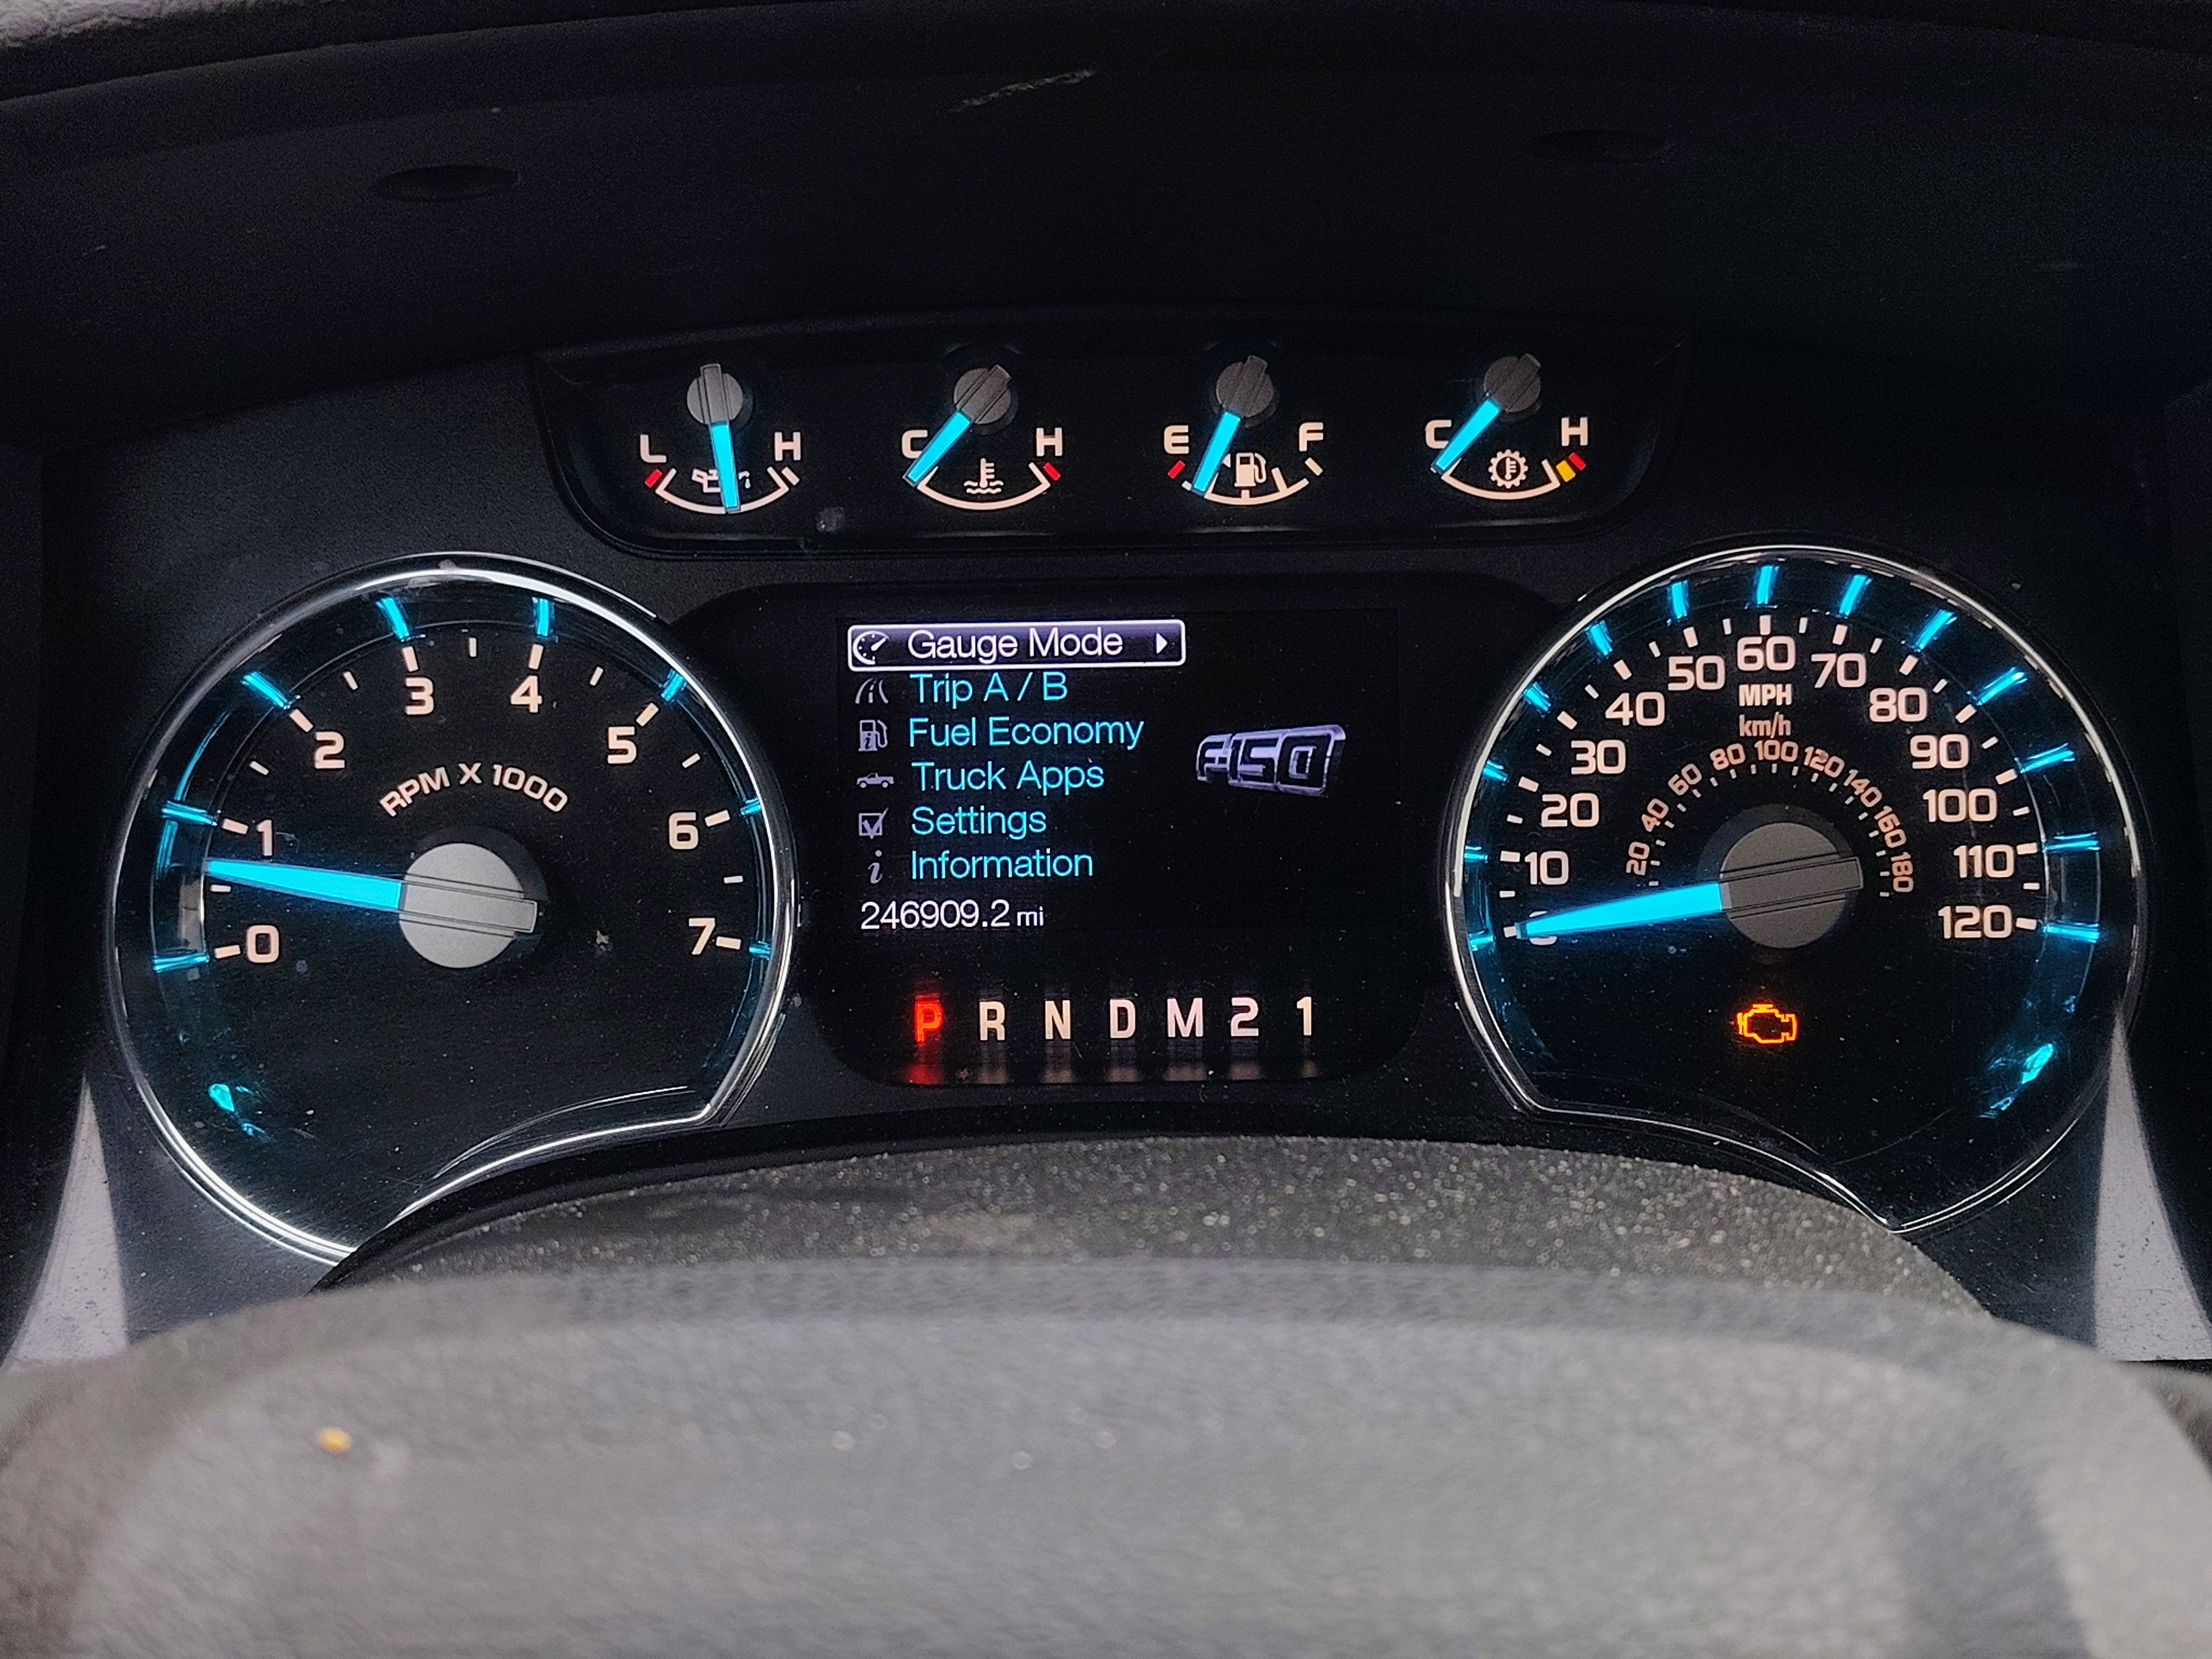 L H
C H
E F
C H
Gauge Mode
Trip A / B
Fuel Economy
Truck Apps
Settings
Information
246909.2 mi
F-150
P R N D M 2 1
0 1 2 3 4 5 6 7
RPM X 1000
0 10 20 30 40 50 60 70 80 90 100 110 120
MPH
km/h
20 40 60 80 100 120 140 160 180